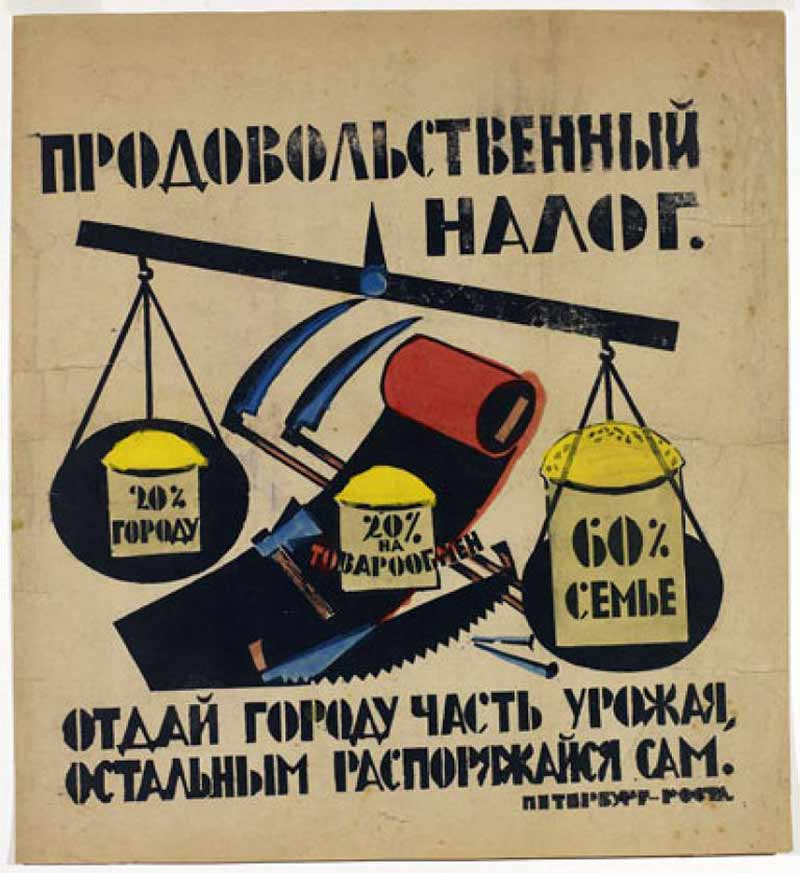 ПРОДОВОЛЬСТВЕННЫЙ
НАЛОГ.
20%
ГОРОДУ
20%
НА
ТОВАРООБМЕН
60%
СЕМЬЕ
ОТДАЙ ГОРОДУ ЧАСТЬ УРОЖАЯ,
ОСТАЛЬНЫМ РАСПОРЯЖАЙСЯ САМ.
ПЕТЕРБУРГ-РОСТА.